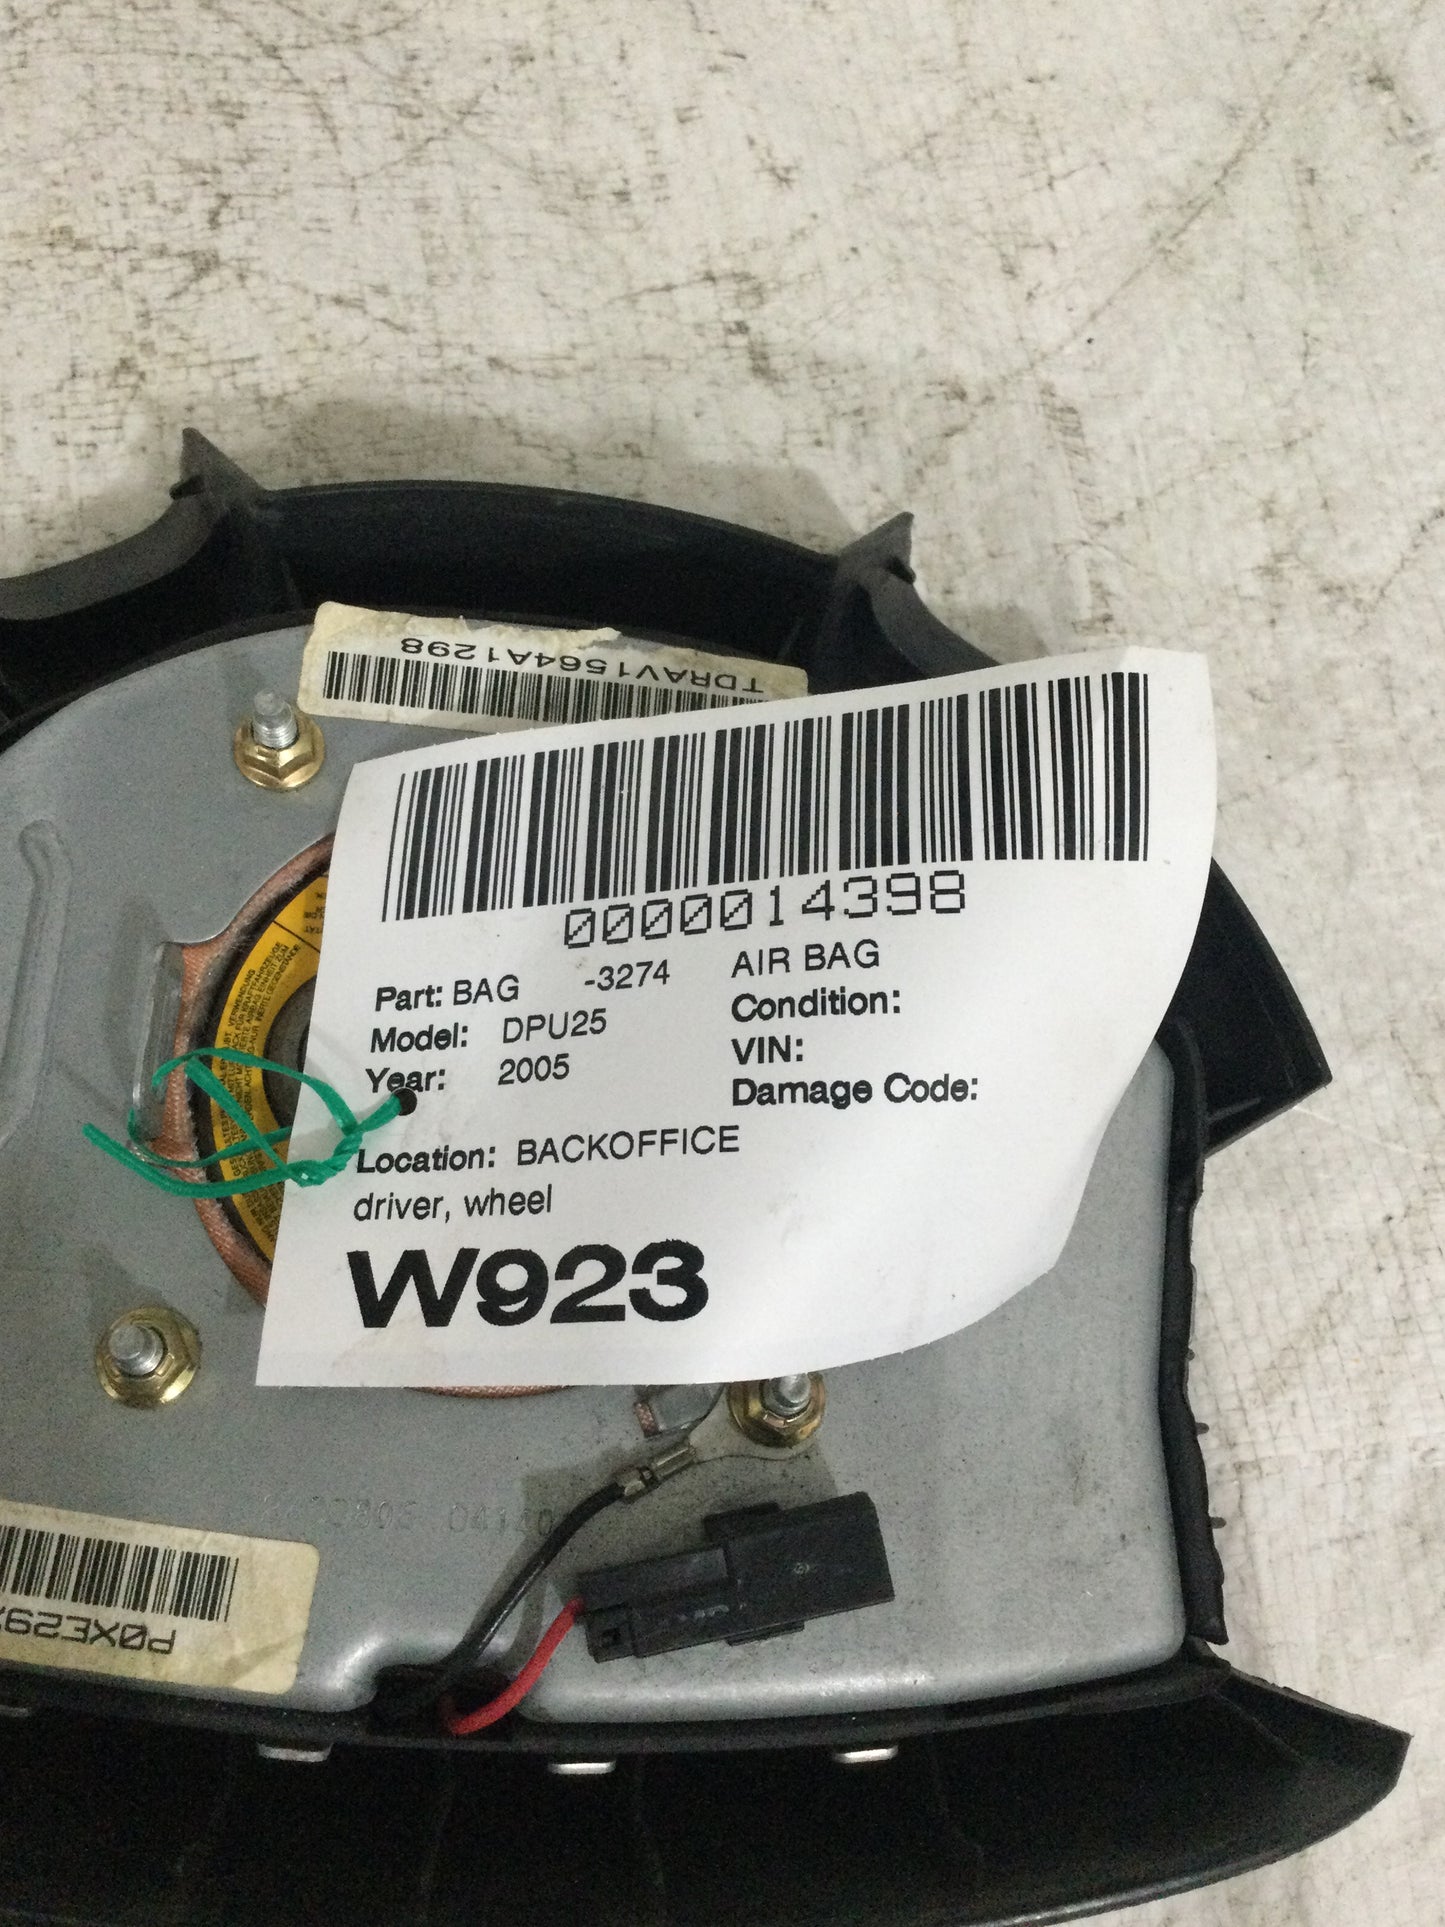 TDRAV1564A1298
0000014398
Part: BAG -3274 AIR BAG
Model: DPU25 Condition:
Year: 2005 VIN:
Damage Code:
Location: BACKOFFICE
driver, wheel
W923
P0XE29